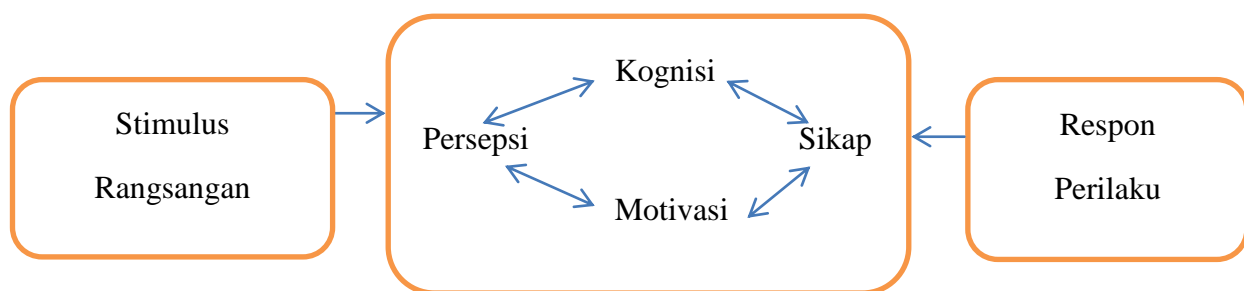 Stimulus
Rangsangan
Kognisi
Persepsi
Sikap
Motivasi
Respon
Perilaku